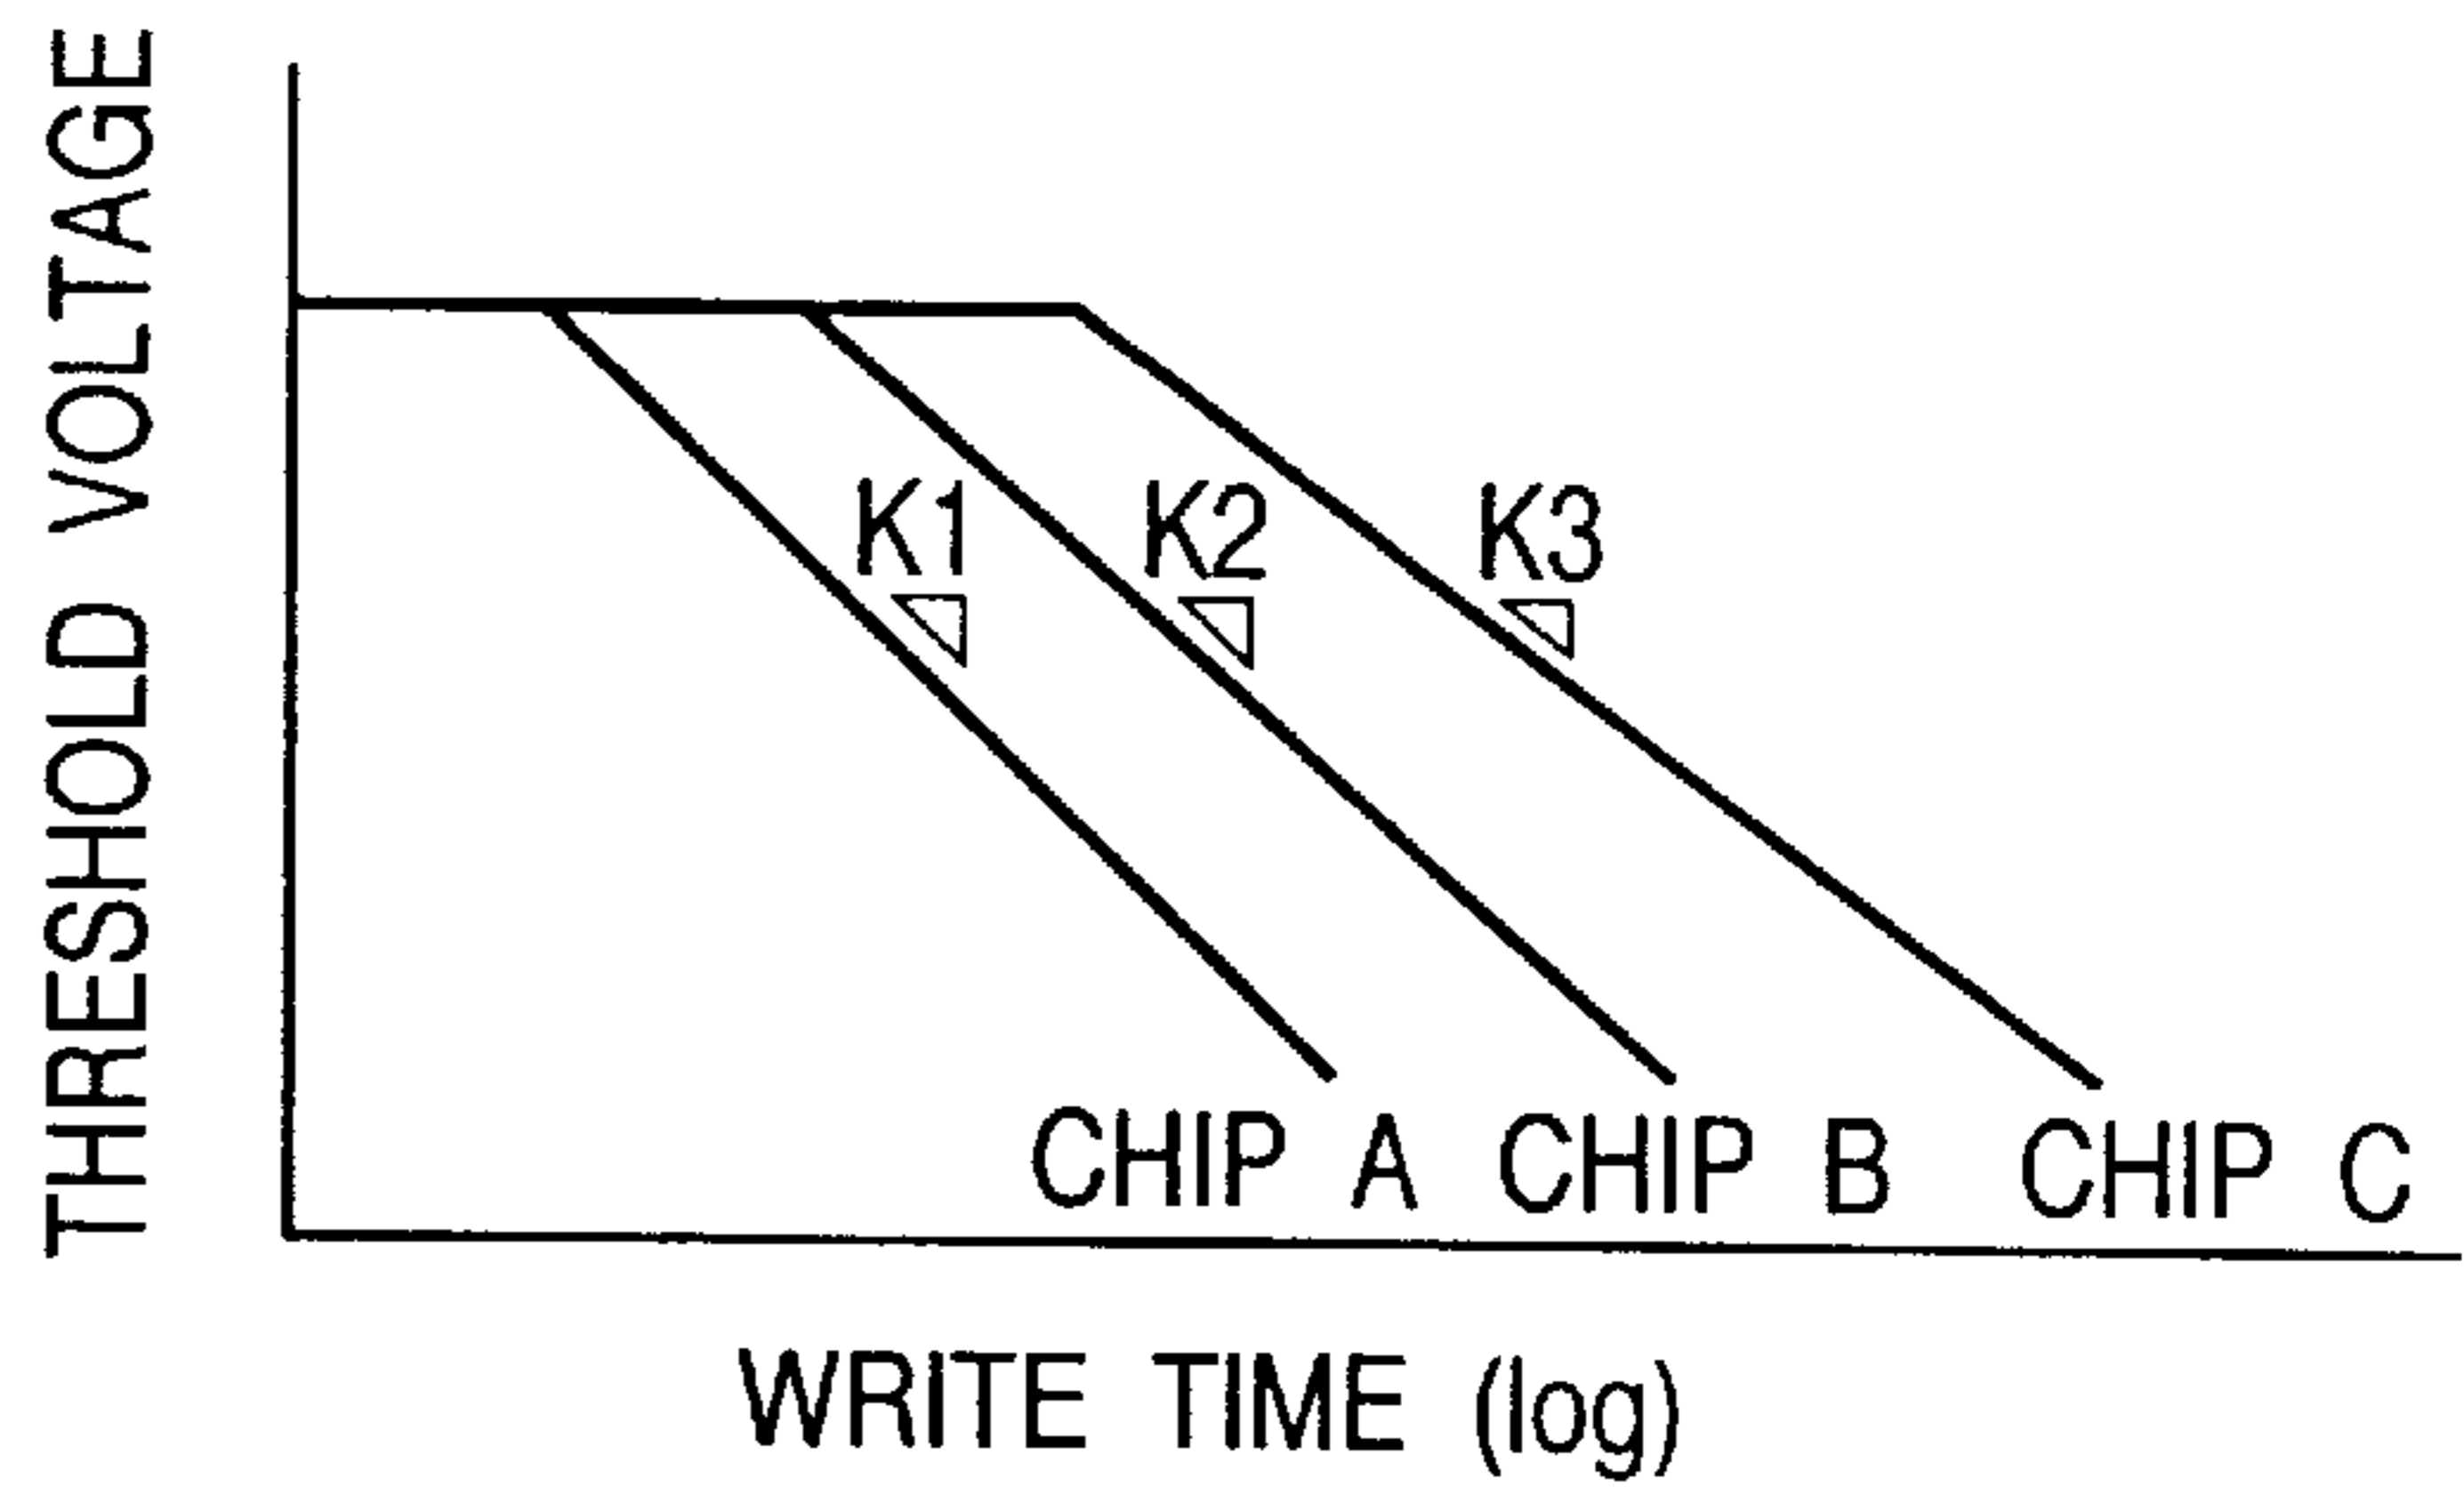 THRESHOLD VOLTAGE
K1 K2 K3
CHIP A CHIP B CHIP C
WRITE TIME (log)